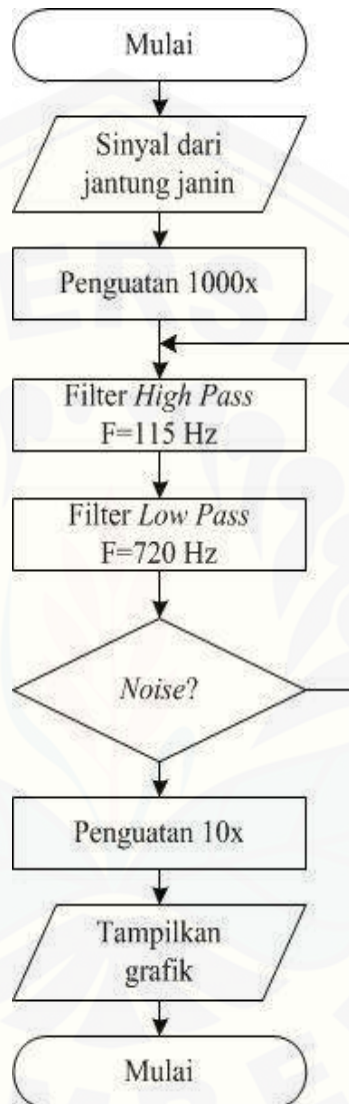 Mulai
Sinyal dari
jantung janin
Penguatan 1000x
Filter High Pass
F=115 Hz
Filter Low Pass
F=720 Hz
Noise?
Penguatan 10x
Tampilkan
grafik
Mulai